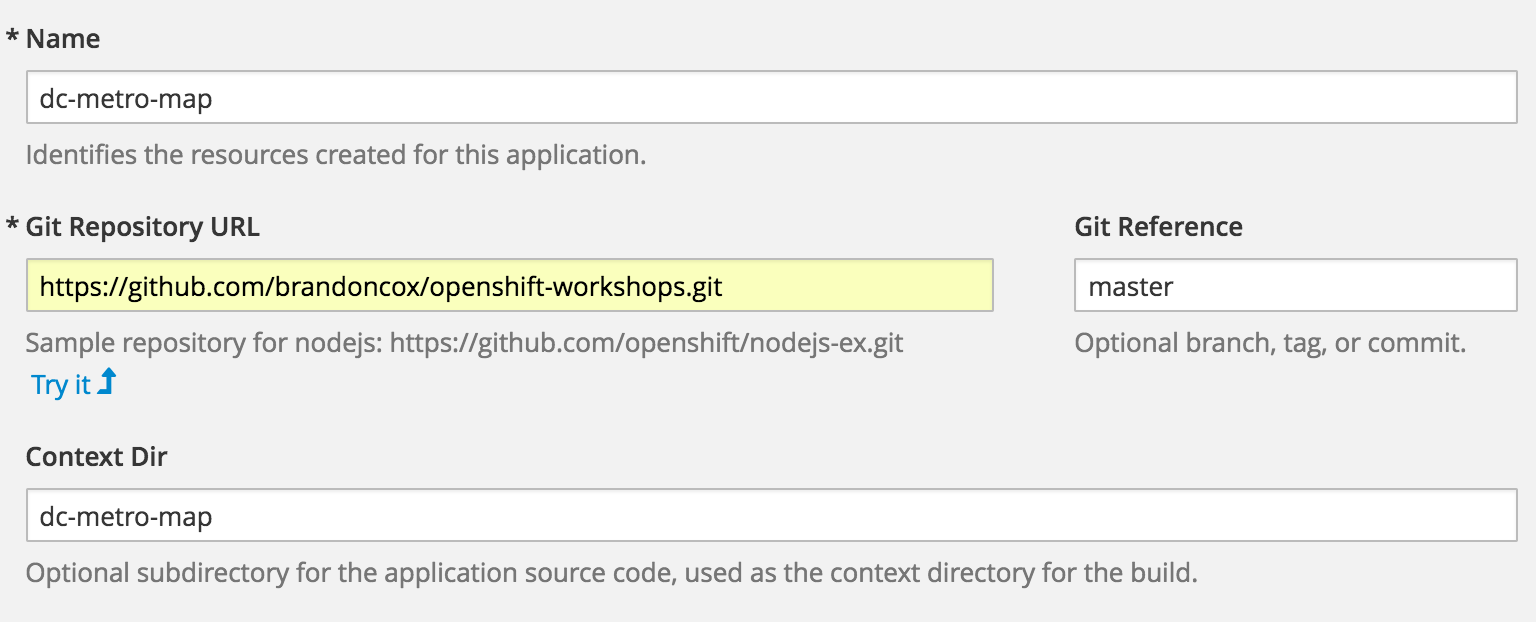 * Name
dc-metro-map
Identifies the resources created for this application.
* Git Repository URL
https://github.com/brandoncox/openshift-workshops.git
Sample repository for nodejs: https://github.com/openshift/nodejs-ex.git
Try it
Git Reference
master
Optional branch, tag, or commit.
Context Dir
dc-metro-map
Optional subdirectory for the application source code, used as the context directory for the build.